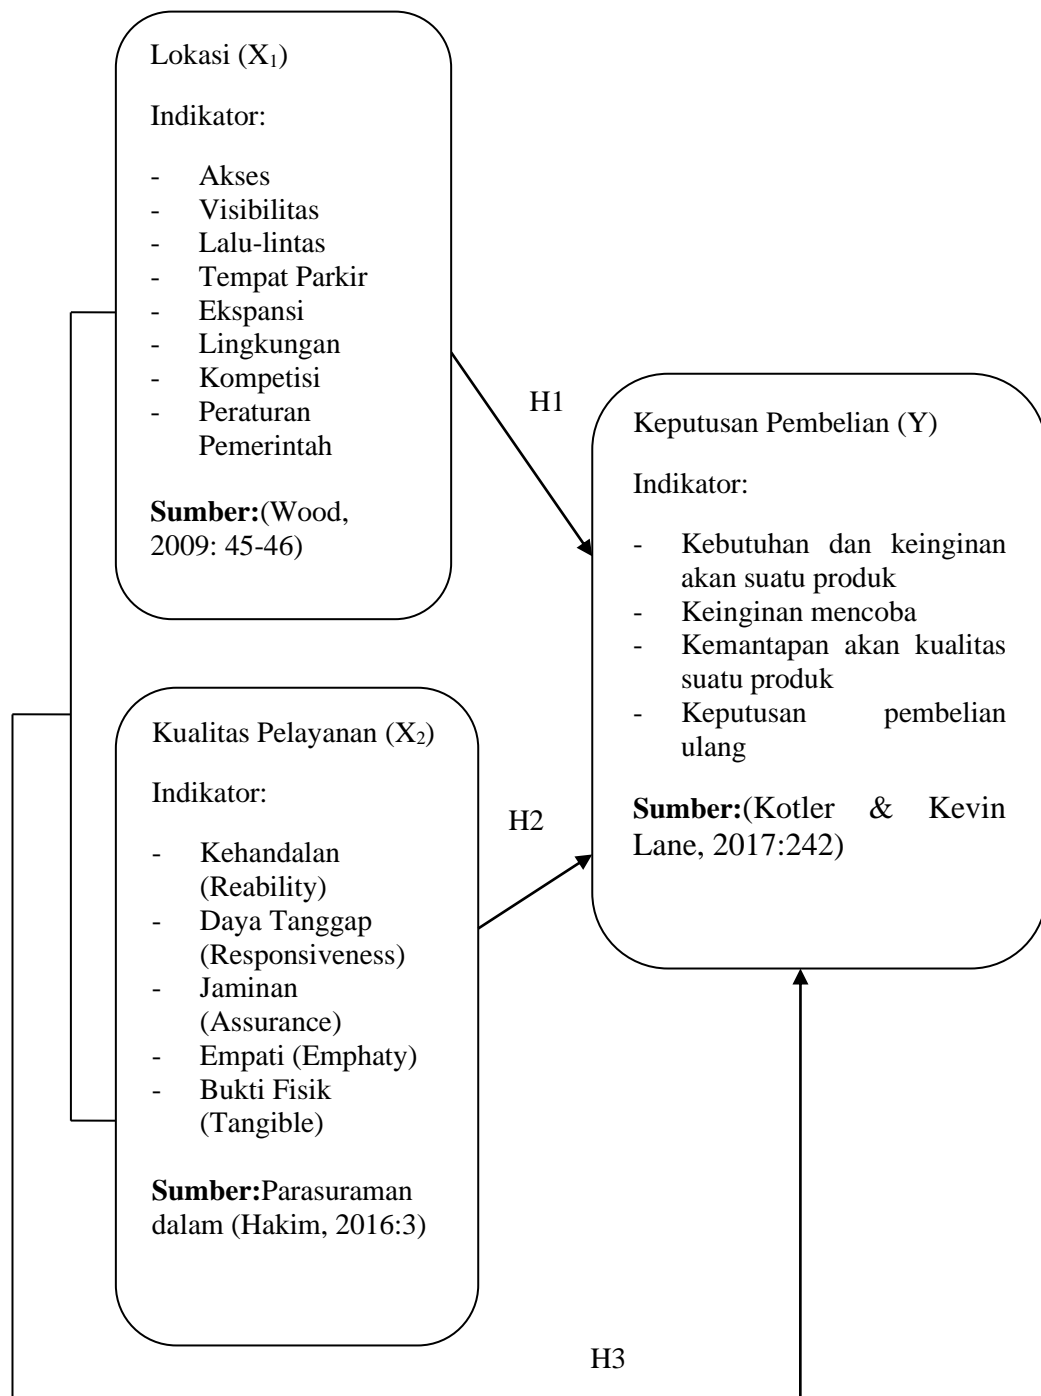 Lokasi (X₁)
Indikator:
- Akses
- Visibilitas
- Lalu-lintas
- Tempat Parkir
- Ekspansi
- Lingkungan
- Kompetisi
- Peraturan
Pemerintah
Sumber:(Wood,
2009: 45-46)
H1
Keputusan Pembelian (Y)
Indikator:
- Kebutuhan dan keinginan
akan suatu produk
- Keinginan mencoba
- Kemantapan akan kualitas
suatu produk
- Keputusan pembelian
ulang
Sumber:(Kotler & Kevin
Lane, 2017:242)
Kualitas Pelayanan (X₂)
Indikator:
- Kehandalan
(Reability)
- Daya Tanggap
(Responsiveness)
- Jaminan
(Assurance)
- Empati (Emphaty)
- Bukti Fisik
(Tangible)
Sumber:Parasuraman
dalam (Hakim, 2016:3)
H2
H3